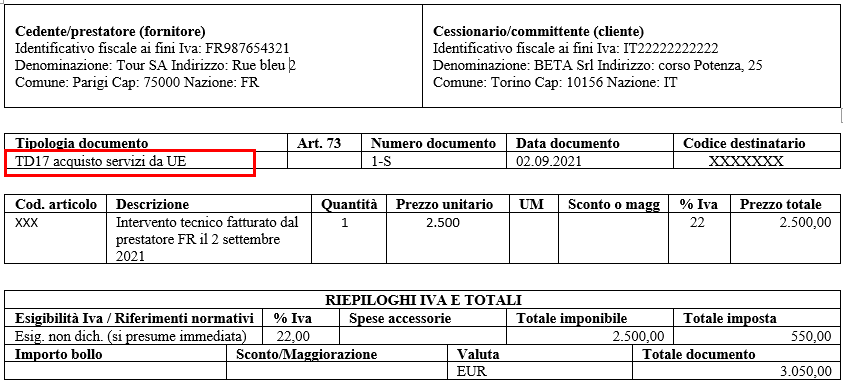 Cedente/prestatore (fornitore)
Identificativo fiscale ai fini Iva: FR987654321
Denominazione: Tour SA Indirizzo: Rue bleu 2
Comune: Parigi Cap: 75000 Nazione: FR
Cessionario/committente (cliente)
Identificativo fiscale ai fini Iva: IT22222222222
Denominazione: BETA Srl Indirizzo: corso Potenza, 25
Comune: Torino Cap: 10156 Nazione: IT
Tipologia documento Art. 73 Numero documento Data documento Codice destinatario
TD17 acquisto servizi da UE 1-S 02.09.2021 XXXXXXX
Cod. articolo Descrizione Quantità Prezzo unitario UM Sconto o magg % Iva Prezzo totale
XXX Intervento tecnico fatturato dal 1 2.500 22 2.500,00
prestatore FR il 2 settembre
2021
RIEPILOGHI IVA E TOTALI
Esigibilità Iva / Riferimenti normativi % Iva Spese accessorie Totale imponibile Totale imposta
Esig. non dich. (si presume immediata) 22,00 2.500,00 550,00
Importo bollo Sconto/Maggiorazione Valuta Totale documento
EUR 3.050,00